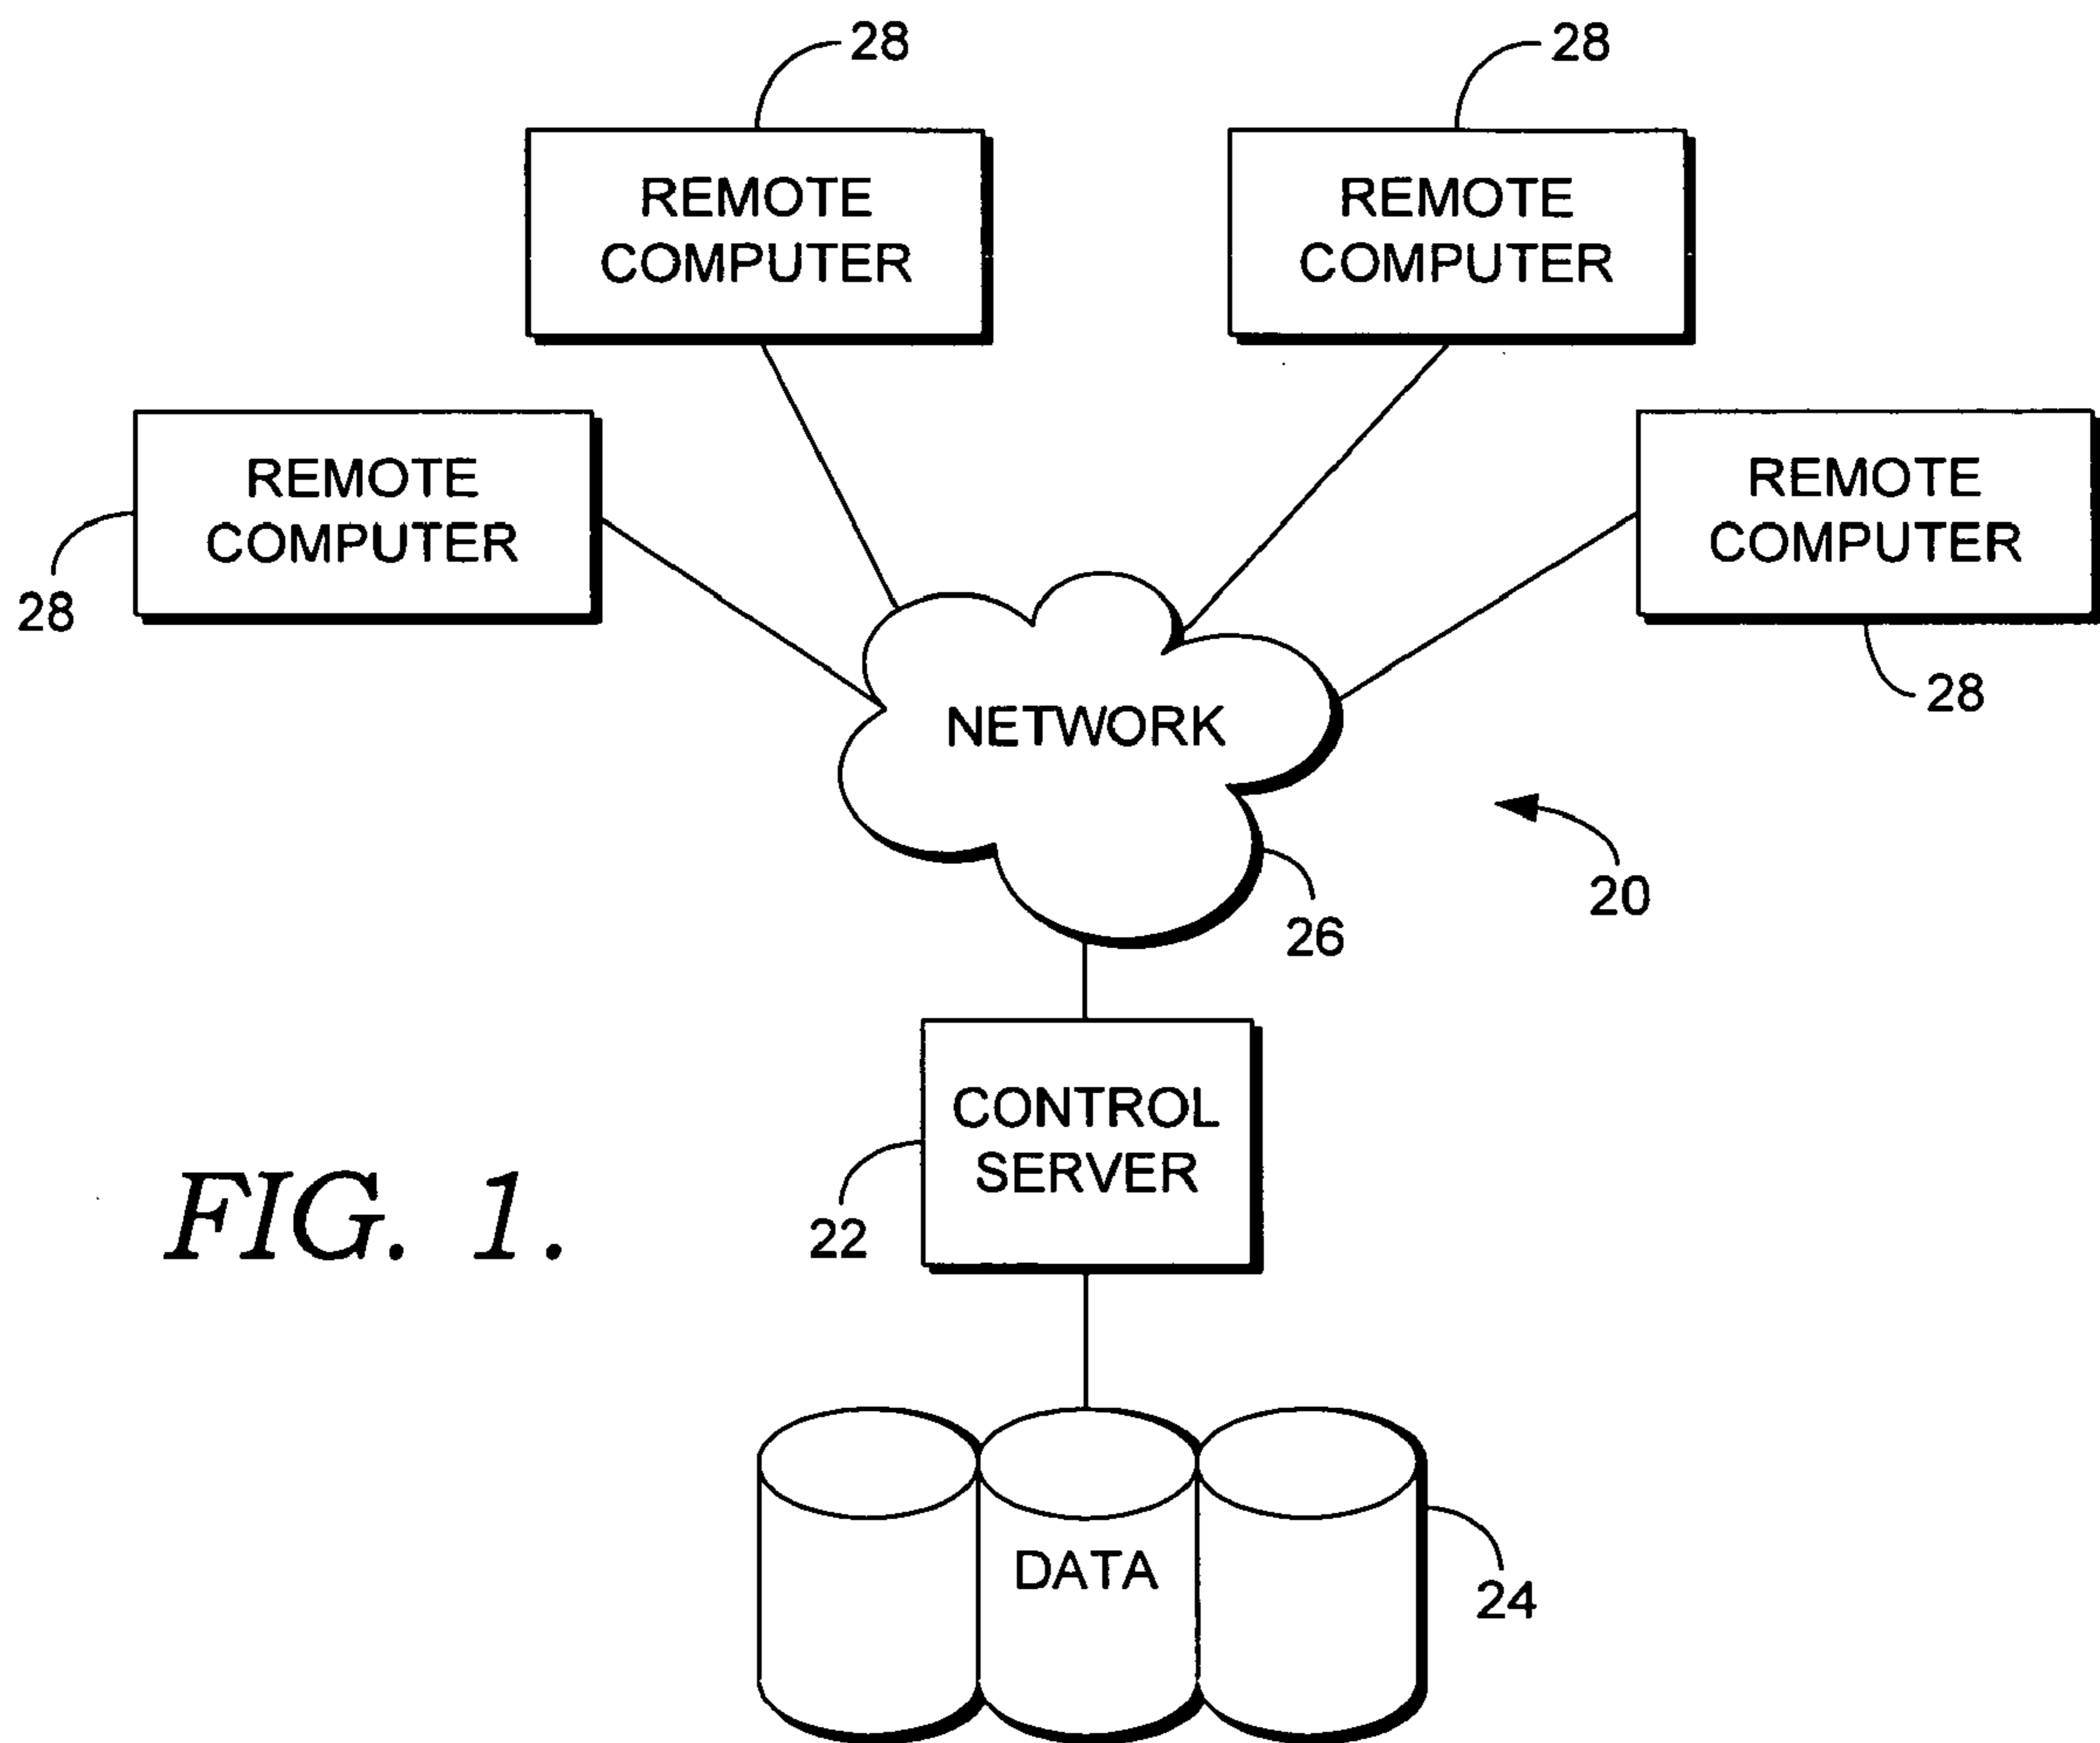 28
28
REMOTE
COMPUTER
REMOTE
COMPUTER
REMOTE
COMPUTER
REMOTE
COMPUTER
28
28
NETWORK
20
26
CONTROL
SERVER
22
FIG. 1.
DATA
24